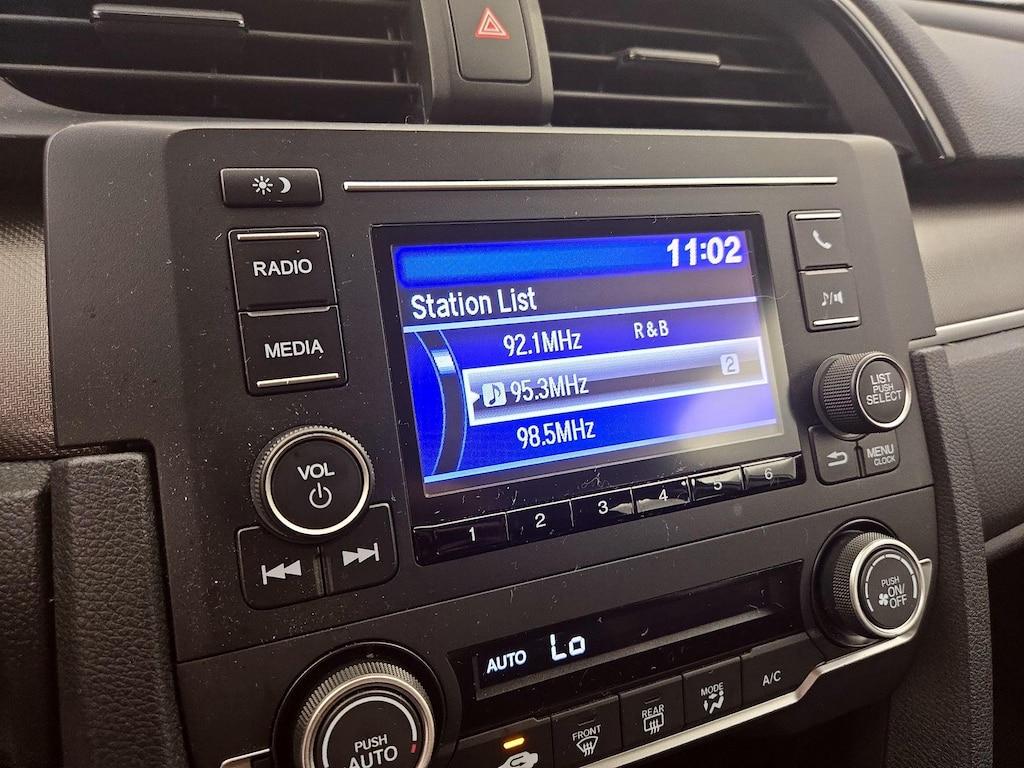 11:02
RADIO
Station List
MEDIA
92.1MHz R&B
95.3MHz 2
98.5MHz
LIST
PUSH
SELECT
MENU
CLOCK
VOL
1 2 3 4 5 6
PUSH
ON/
OFF
AUTO Lo
A/C
MODE
REAR
FRONT
PUSH
AUTO